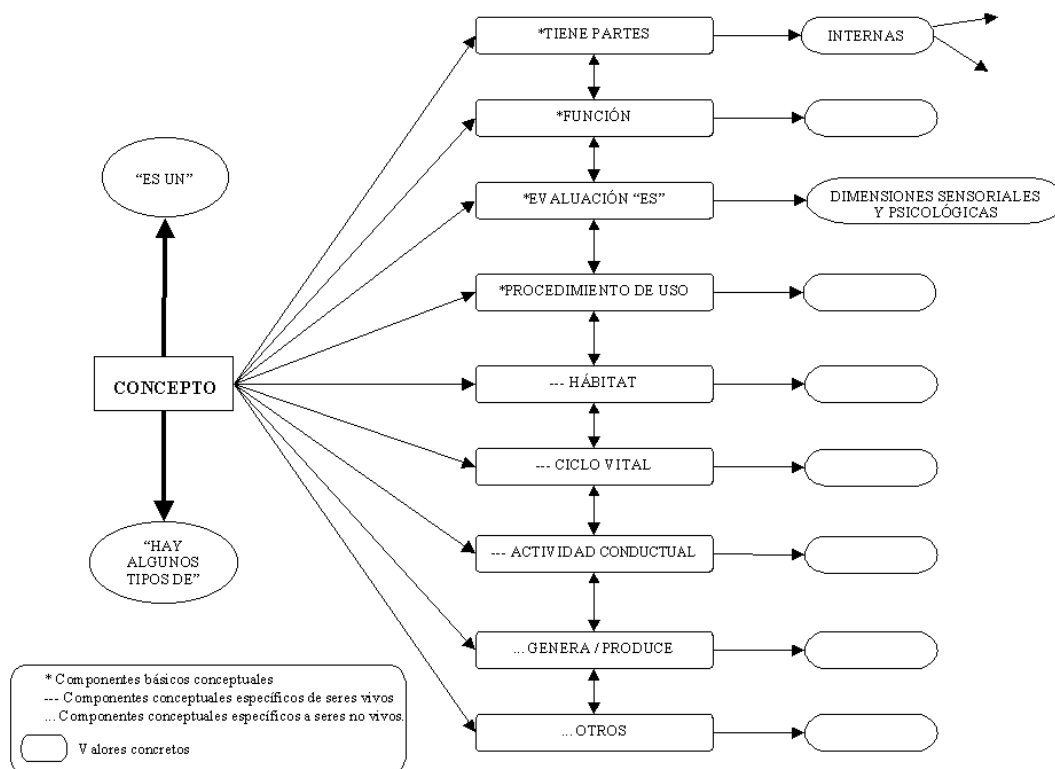 *TIENE PARTES
INTERNAS
*FUNCIÓN
“ES UN”
*EVALUACIÓN “ES”
DIMENSIONES SENSORIALES
Y PSICOLÓGICAS
*PROCEDIMIENTO DE USO
CONCEPTO
--- HÁBITAT
--- CICLO VITAL
“HAY
ALGUNOS
TIPOS DE”
--- ACTIVIDAD CONDUCTUAL
... GENERA / PRODUCE
... OTROS
* Componentes básicos conceptuales
--- Componentes conceptuales específicos de seres vivos
... Componentes conceptuales específicos a seres no vivos.
Valores concretos